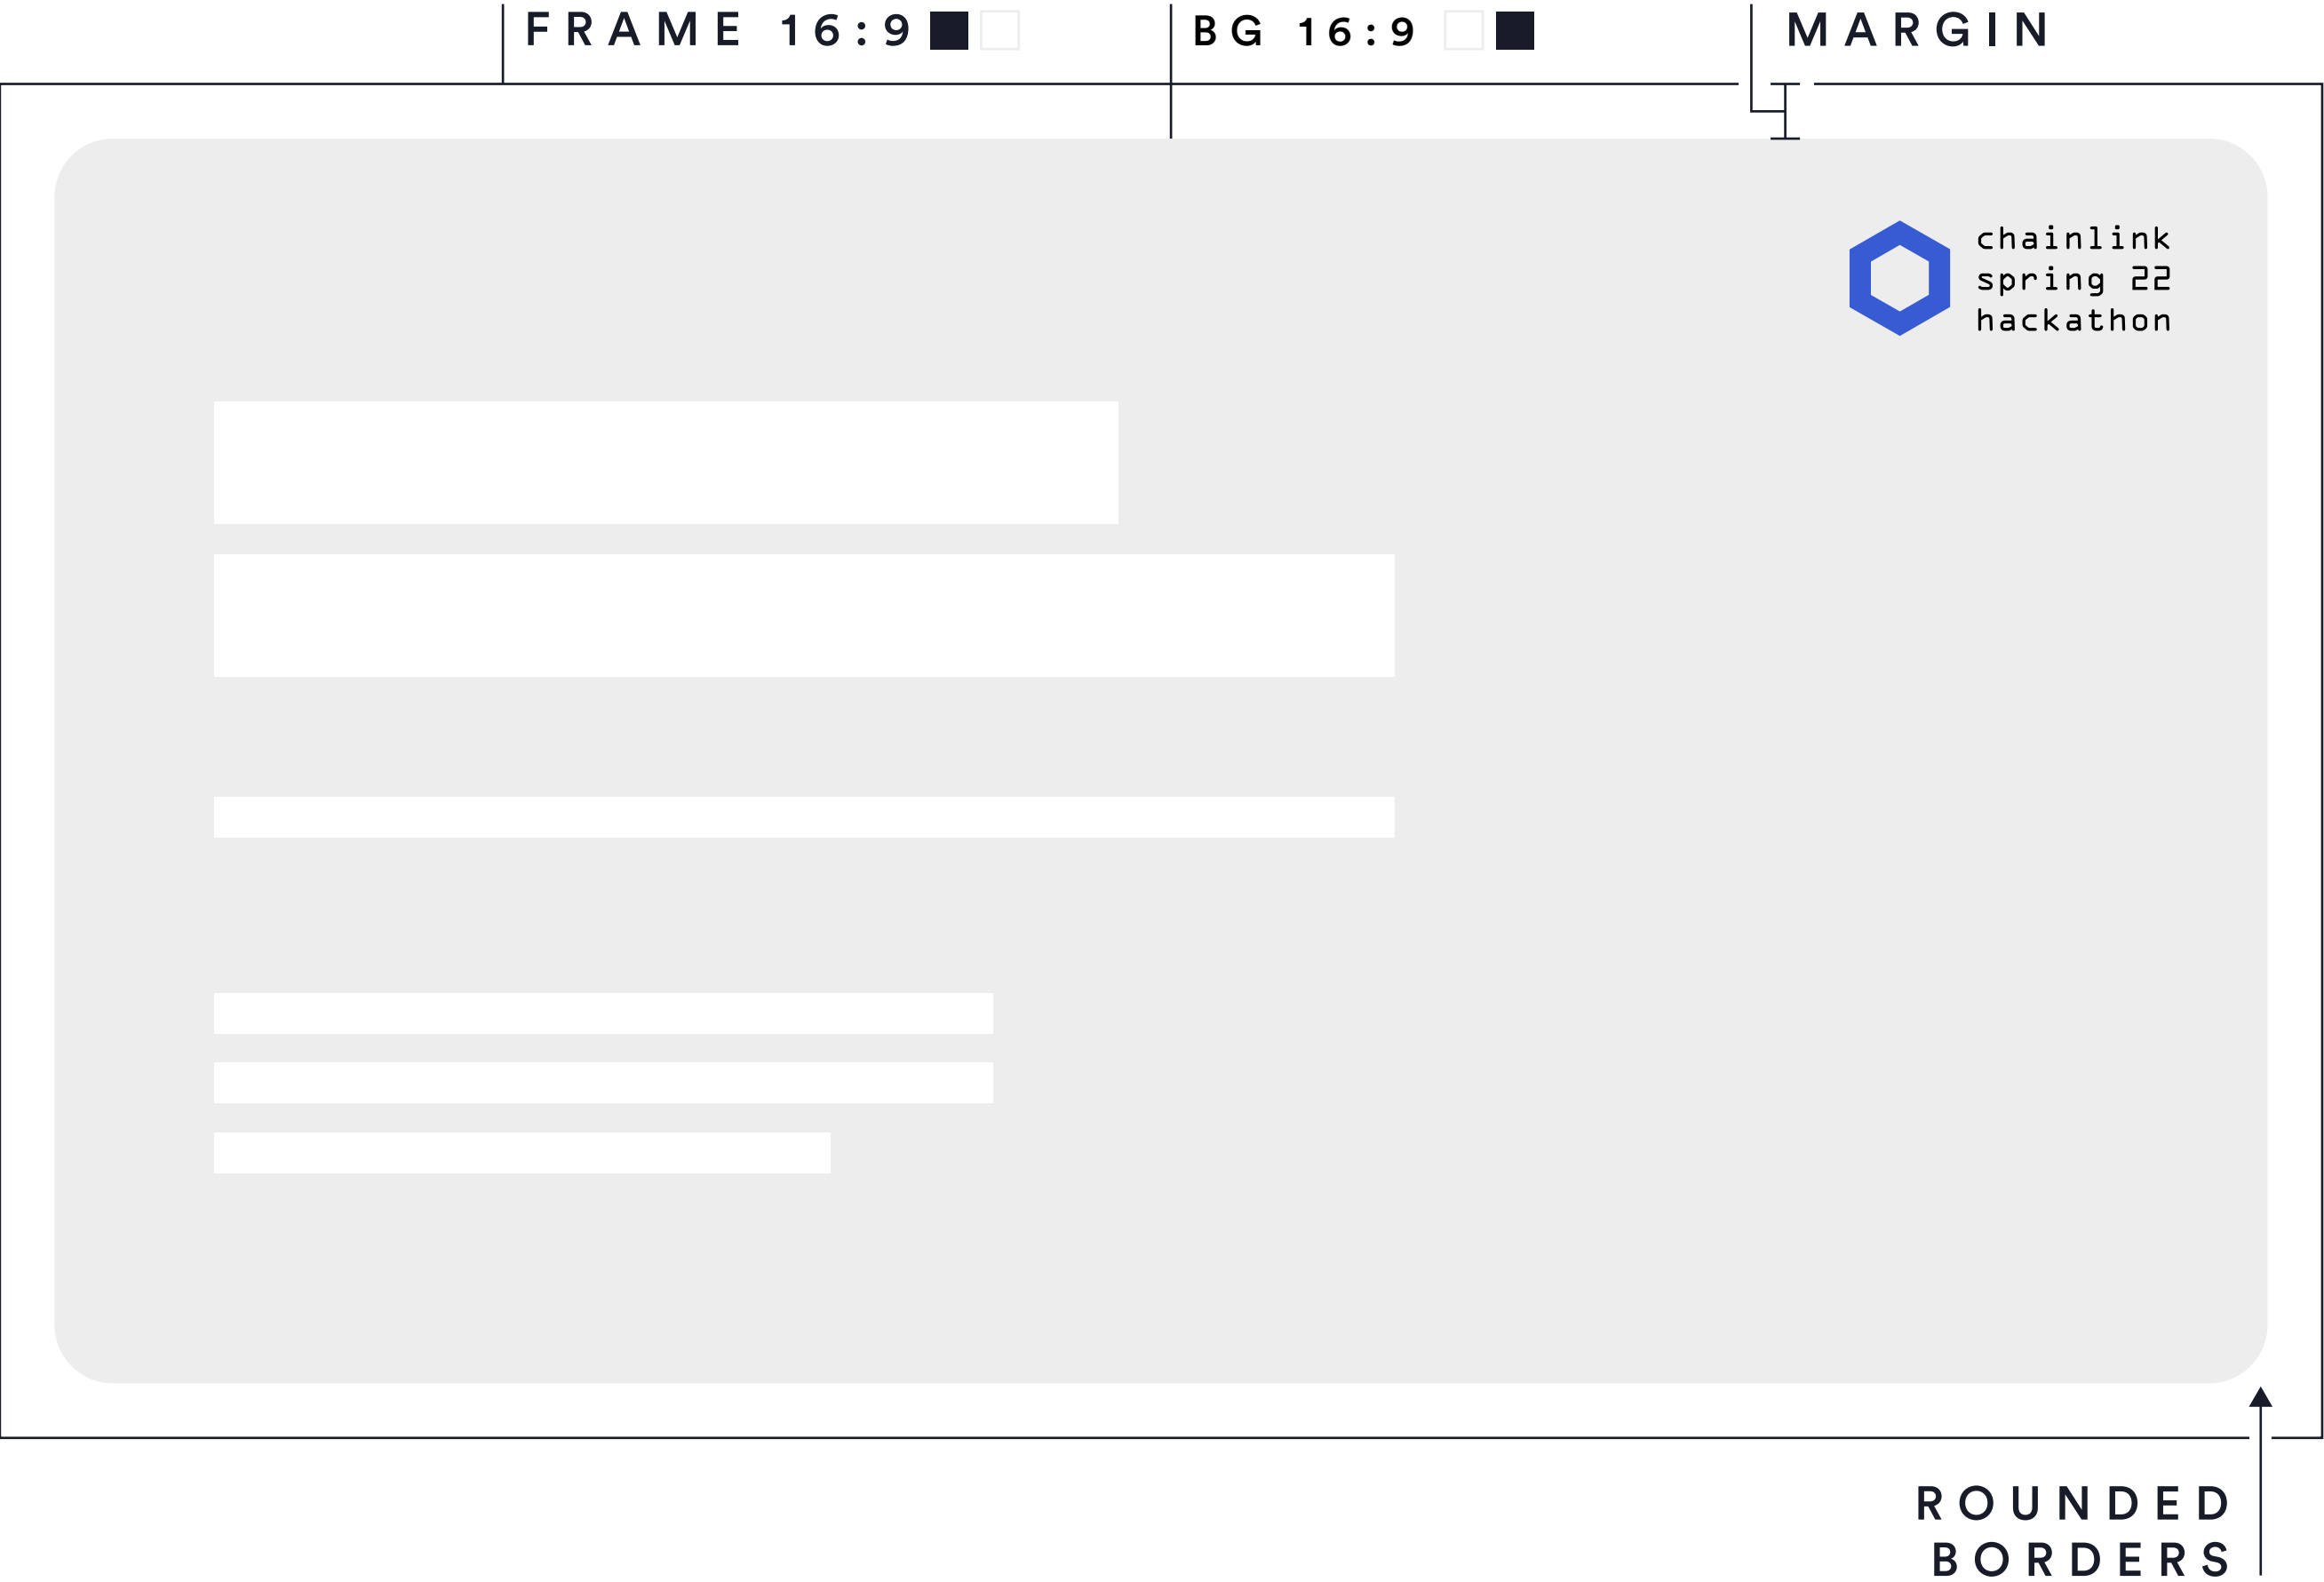 FRAME 16:9
BG 16:9
MARGIN
chainlink
spring 22
hackathon
ROUNDED
BORDERS